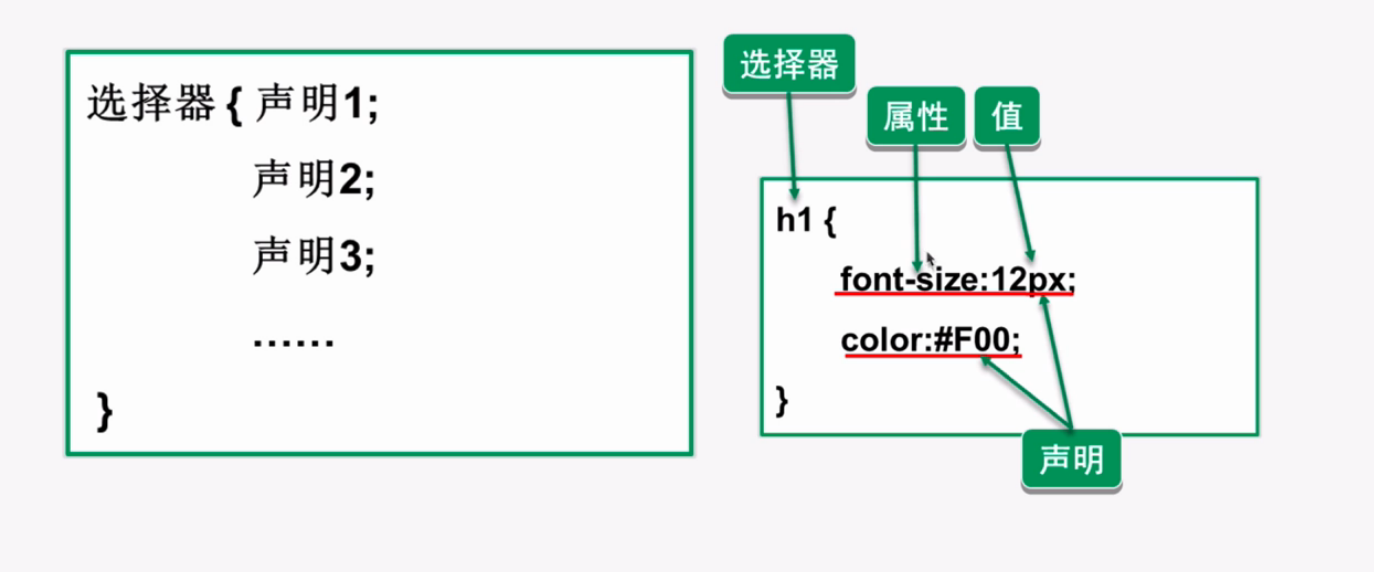 选择器 { 声明1;
声明2;
声明3;
……
}
选择器
属性
值
h1 {
font-size:12px;
color:#F00;
}
声明